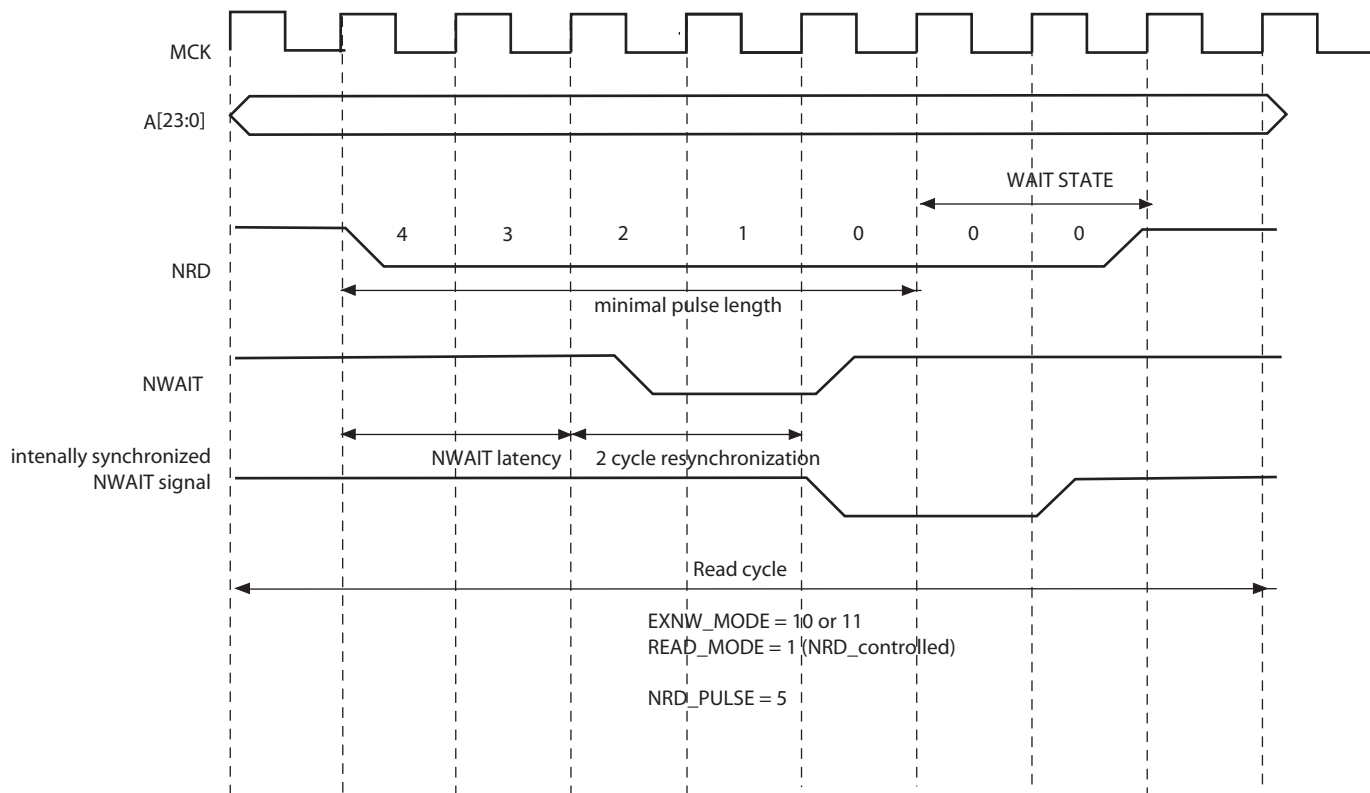 MCK
A[23:0]
WAIT STATE
4 3 2 1 0 0 0
NRD
minimal pulse length
NWAIT
NWAIT latency
2 cycle resynchronization
intenally synchronized
NWAIT signal
Read cycle
EXNW_MODE = 10 or 11
READ_MODE = 1 (NRD_controlled)
NRD_PULSE = 5